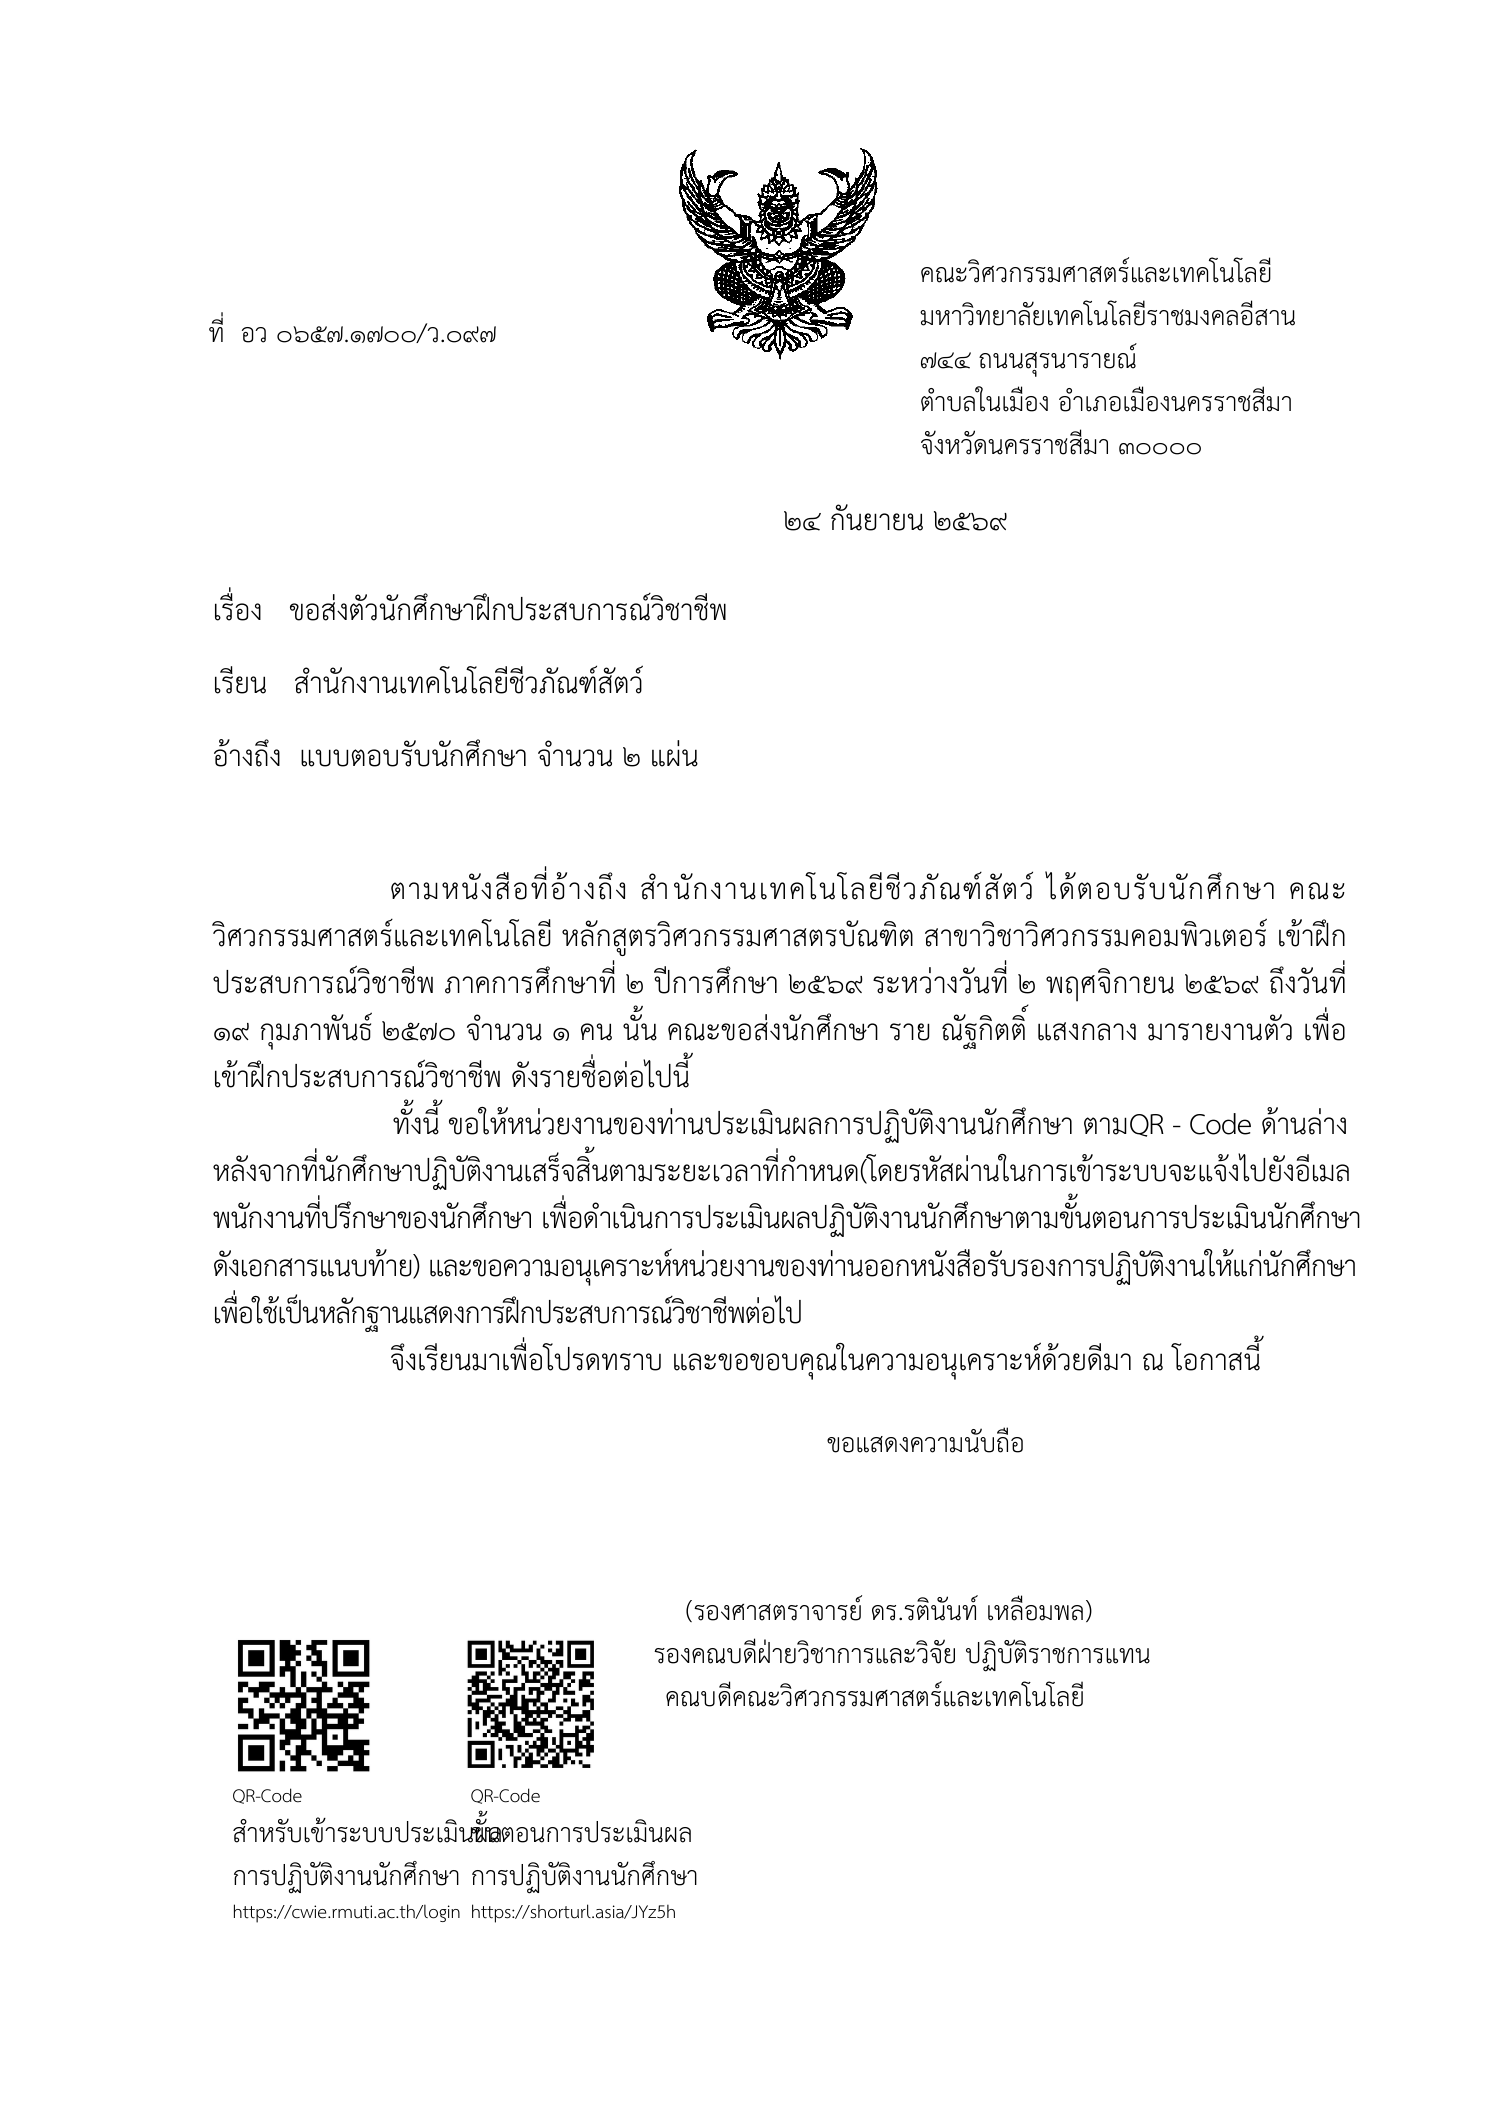 คณะวิศวกรรมศาสตร์และเทคโนโลยี
มหาวิทยาลัยเทคโนโลยีราชมงคลอีสาน
ที่ อว ๐๖๕๗.๑๗๐๐/ว.๐๙๗
๗๔๔ ถนนสุรนารายณ์
ตำบลในเมือง อำเภอเมืองนครราชสีมา
จังหวัดนครราชสีมา ๓๐๐๐๐
๒๔ กันยายน ๒๕๖๙
เรื่อง ขอส่งตัวนักศึกษาฝึกประสบการณ์วิชาชีพ
เรียน สำนักงานเทคโนโลยีชีวภัณฑ์สัตว์
อ้างถึง แบบตอบรับนักศึกษา จำนวน ๒ แผ่น
ตามหนังสือที่อ้างถึง สำนักงานเทคโนโลยีชีวภัณฑ์สัตว์ ได้ตอบรับนักศึกษา คณะ
วิศวกรรมศาสตร์และเทคโนโลยี หลักสูตรวิศวกรรมศาสตรบัณฑิต สาขาวิชาวิศวกรรมคอมพิวเตอร์ เข้าฝึก
ประสบการณ์วิชาชีพ ภาคการศึกษาที่ ๒ ปีการศึกษา ๒๕๖๙ ระหว่างวันที่ ๒ พฤศจิกายน ๒๕๖๙ ถึงวันที่
๑๙ กุมภาพันธ์ ๒๕๗๐ จำนวน ๑ คน นั้น คณะขอส่งนักศึกษา ราย ณัฐกิตติ์ แสงกลาง มารายงานตัว เพื่อ
เข้าฝึกประสบการณ์วิชาชีพ ดังรายชื่อต่อไปนี้
ทั้งนี้ ขอให้หน่วยงานของท่านประเมินผลการปฏิบัติงานนักศึกษา ตามQR - Code ด้านล่าง
หลังจากที่นักศึกษาปฏิบัติงานเสร็จสิ้นตามระยะเวลาที่กำหนด(โดยรหัสผ่านในการเข้าระบบจะแจ้งไปยังอีเมล
พนักงานที่ปรึกษาของนักศึกษา เพื่อดำเนินการประเมินผลปฏิบัติงานนักศึกษาตามขั้นตอนการประเมินนักศึกษา
ดังเอกสารแนบท้าย) และขอความอนุเคราะห์หน่วยงานของท่านออกหนังสือรับรองการปฏิบัติงานให้แก่นักศึกษา
เพื่อใช้เป็นหลักฐานแสดงการฝึกประสบการณ์วิชาชีพต่อไป
จึงเรียนมาเพื่อโปรดทราบ และขอขอบคุณในความอนุเคราะห์ด้วยดีมา ณ โอกาสนี้
ขอแสดงความนับถือ
(รองศาสตราจารย์ ดร.รตินันท์ เหลือมพล)
รองคณบดีฝ่ายวิชาการและวิจัย ปฏิบัติราชการแทน
คณบดีคณะวิศวกรรมศาสตร์และเทคโนโลยี
QR-Code
สำหรับเข้าระบบประเมินผล
การปฏิบัติงานนักศึกษา
https://cwie.rmuti.ac.th/login
QR-Code
ขั้นตอนการประเมินผล
การปฏิบัติงานนักศึกษา
https://shorturl.asia/JYz5h